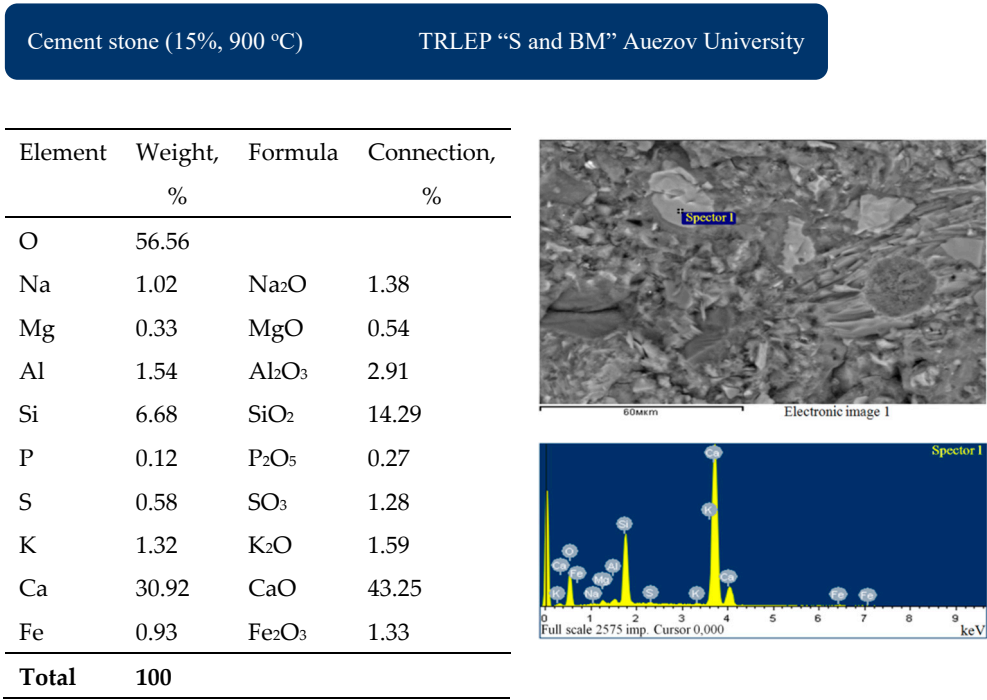 Cement stone (15%, 900 °C) TRLEP “S and BM” Auezov University
Element Weight, % Formula Connection, %
O 56.56
Na 1.02 Na₂O 1.38
Mg 0.33 MgO 0.54
Al 1.54 Al₂O₃ 2.91
Si 6.68 SiO₂ 14.29
P 0.12 P₂O₅ 0.27
S 0.58 SO₃ 1.28
K 1.32 K₂O 1.59
Ca 30.92 CaO 43.25
Fe 0.93 Fe₂O₃ 1.33
Total 100
Spector I
60мкm Electronic image 1
Spector I
Ca
K
Si
O
Ca Fe Mg Al Ca
K Na S K Fe Fe
0 1 2 3 4 5 6 7 8 9
Full scale 2575 imp. Cursor 0,000 keV